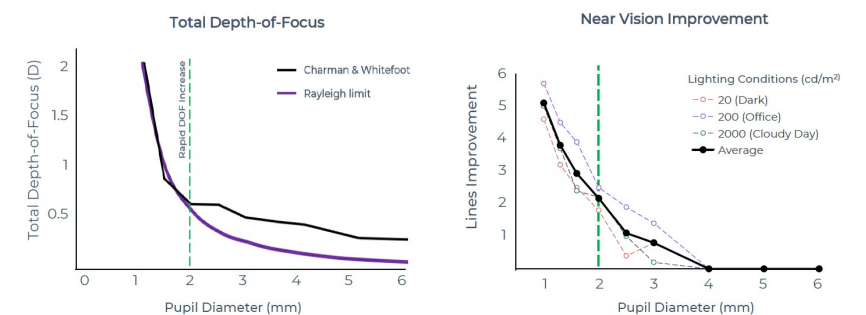 Total Depth-of-Focus
Total Depth-of-Focus (D)
2
1.5
1
0.5
Rapid DOF Increase
Charman & Whitefoot
Rayleigh limit
0 1 2 3 4 5 6
Pupil Diameter (mm)
Near Vision Improvement
Lines Improvement
6
5
4
3
2
1
Lighting Conditions (cd/m²)
20 (Dark)
200 (Office)
2000 (Cloudy Day)
Average
1 2 3 4 5 6
Pupil Diameter (mm)